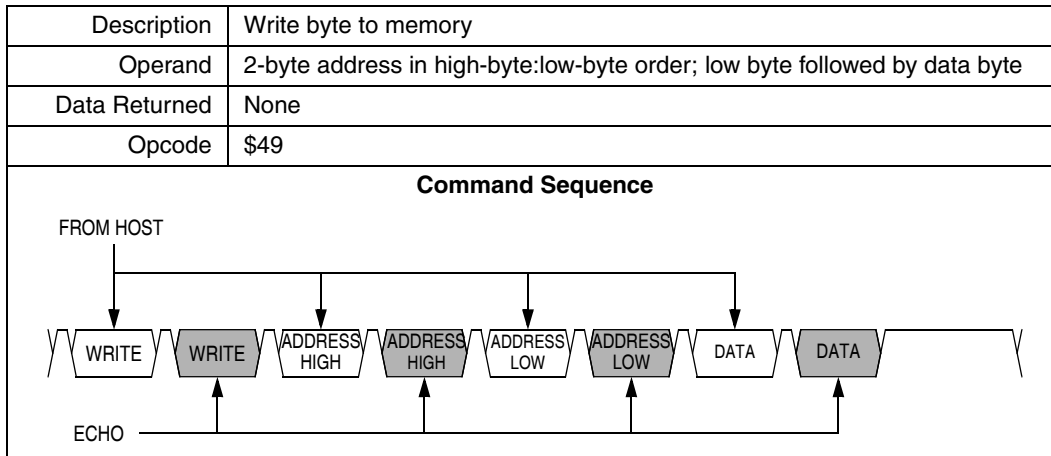 Description Write byte to memory
Operand 2-byte address in high-byte:low-byte order; low byte followed by data byte
Data Returned None
Opcode $49
Command Sequence
FROM HOST
WRITE WRITE ADDRESS HIGH ADDRESS HIGH ADDRESS LOW ADDRESS LOW DATA DATA
ECHO